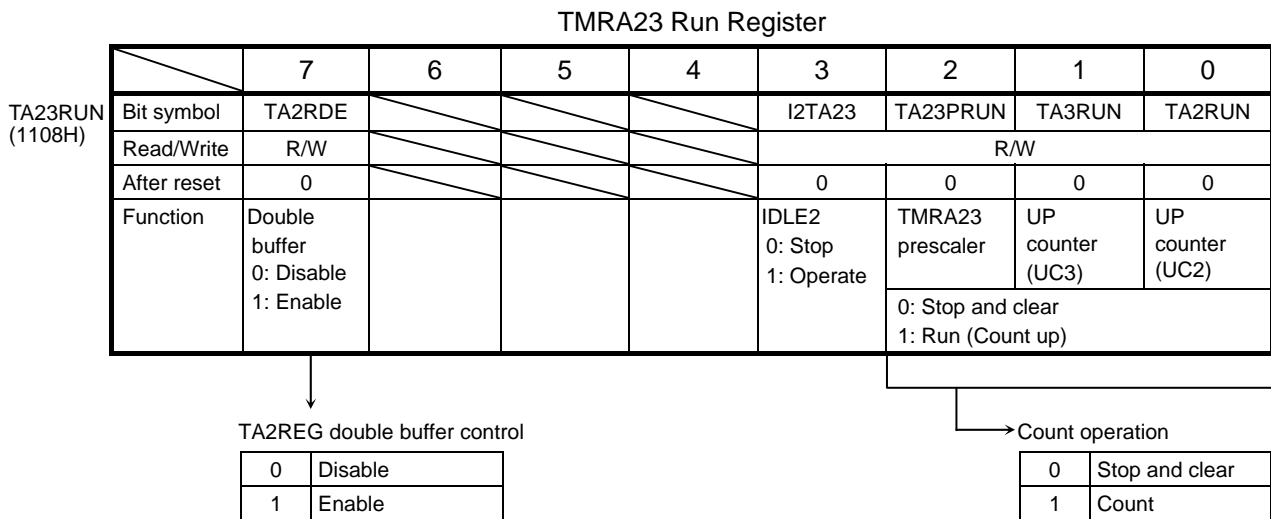 TMRA23 Run Register
7 6 5 4 3 2 1 0
TA23RUN
(1108H)
Bit symbol TA2RDE I2TA23 TA23PRUN TA3RUN TA2RUN
Read/Write R/W R/W
After reset 0 0 0 0 0
Function Double IDLE2 TMRA23 UP UP
buffer 0: Stop prescaler counter counter
0: Disable 1: Operate (UC3) (UC2)
1: Enable 0: Stop and clear
1: Run (Count up)
TA2REG double buffer control Count operation
0 Disable 0 Stop and clear
1 Enable 1 Count